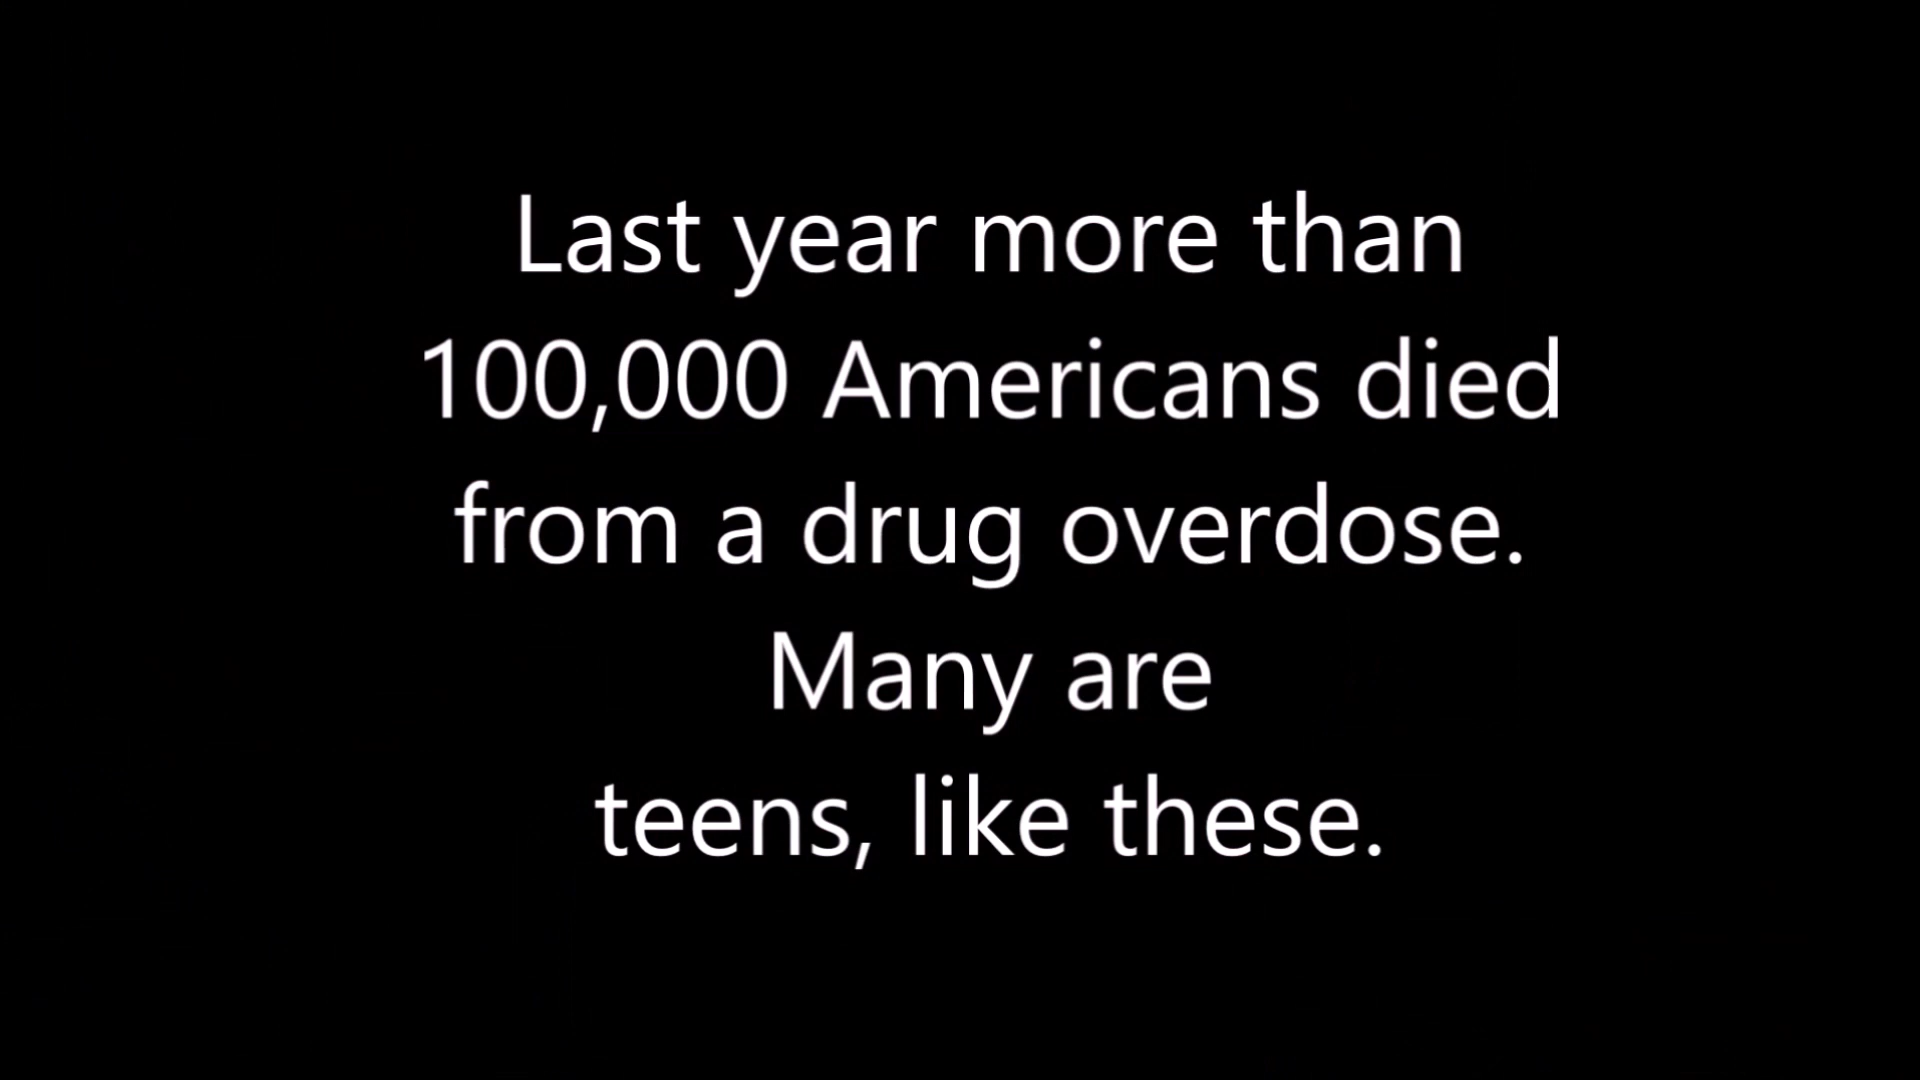 Last year more than
100,000 Americans died
from a drug overdose.
Many are
teens, like these.